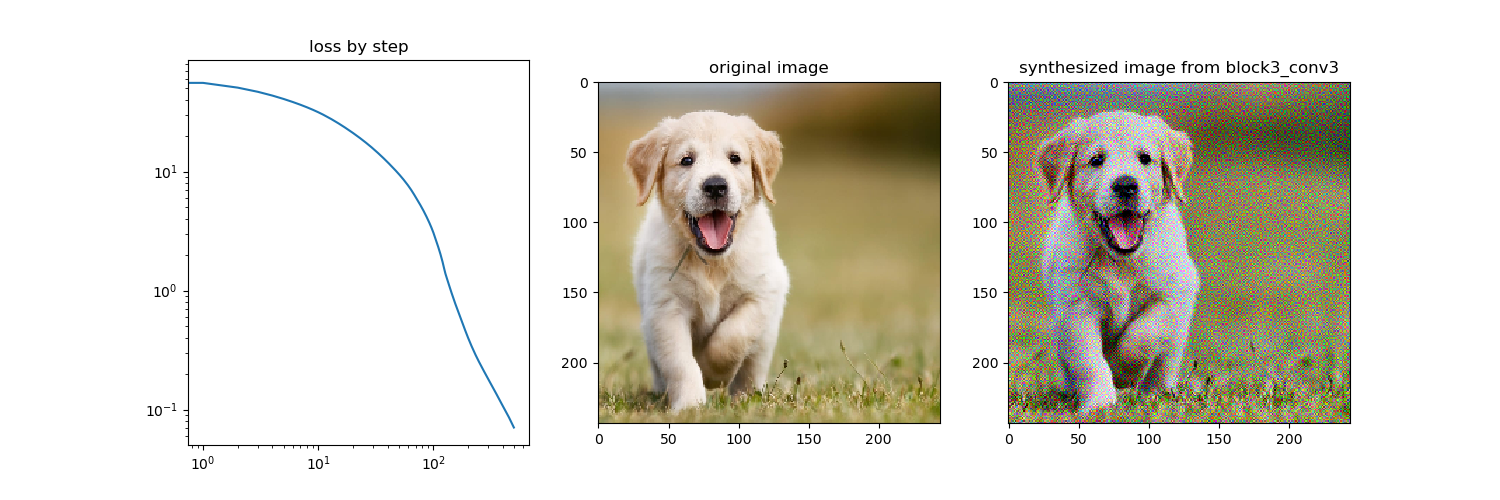 loss by step
10¹
10⁰
10⁻¹
10⁰ 10¹ 10²
original image
0
50
100
150
200
0 50 100 150 200
synthesized image from block3_conv3
0
50
100
150
200
0 50 100 150 200